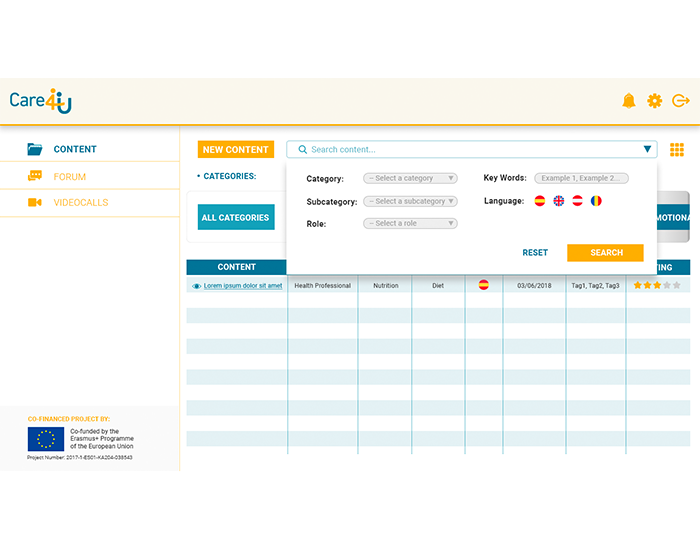 Care4U
NEW CONTENT
Search content...
CONTENT
FORUM
VIDEOCALLS
• CATEGORIES:
Category:
-- Select a category
Key Words:
Example 1, Example 2...
Subcategory:
-- Select a subcategory
Language:
Role:
-- Select a role
ALL CATEGORIES
RESET
SEARCH
CONTENT
Lorem ipsum dolor sit amet
Health Professional
Nutrition
Diet
03/06/2018
Tag1, Tag2, Tag3
CO-FINANCED PROJECT BY:
Co-funded by the
Erasmus+ Programme
of the European Union
Project Number: 2017-1-ES01-KA204-038543